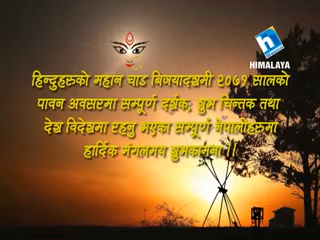 HIMALAYA
हिन्दुहरुको महान चाड बिजयादशमी २०७१ सालको
पावन अवसरमा सम्पूर्ण दर्शक, शुभ चिन्तक तथा
देश विदेशमा रहनु भएका सम्पूर्ण नेपालीहरुमा
हार्दिक मंगलमय शुभकामना ||